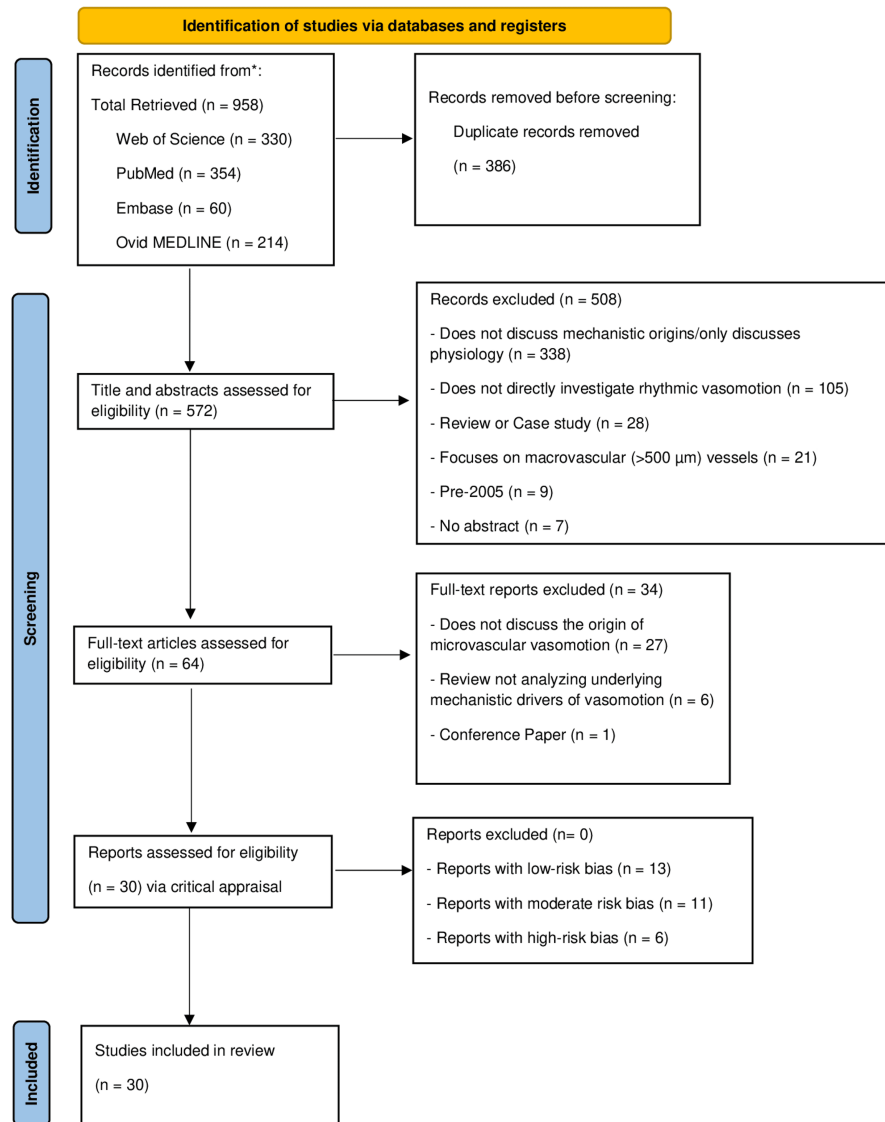 Identification of studies via databases and registers
Identification
Records identified from*:
Total Retrieved (n = 958)
Web of Science (n = 330)
PubMed (n = 354)
Embase (n = 60)
Ovid MEDLINE (n = 214)
Records removed before screening:
Duplicate records removed
(n = 386)
Screening
Title and abstracts assessed for
eligibility (n = 572)
Records excluded (n = 508)
- Does not discuss mechanistic origins/only discusses
physiology (n = 338)
- Does not directly investigate rhythmic vasomotion (n = 105)
- Review or Case study (n = 28)
- Focuses on macrovascular (>500 µm) vessels (n = 21)
- Pre-2005 (n = 9)
- No abstract (n = 7)
Full-text articles assessed for
eligibility (n = 64)
Full-text reports excluded (n = 34)
- Does not discuss the origin of
microvascular vasomotion (n = 27)
- Review not analyzing underlying
mechanistic drivers of vasomotion (n = 6)
- Conference Paper (n = 1)
Reports assessed for eligibility
(n = 30) via critical appraisal
Reports excluded (n= 0)
- Reports with low-risk bias (n = 13)
- Reports with moderate risk bias (n = 11)
- Reports with high-risk bias (n = 6)
Included
Studies included in review
(n = 30)